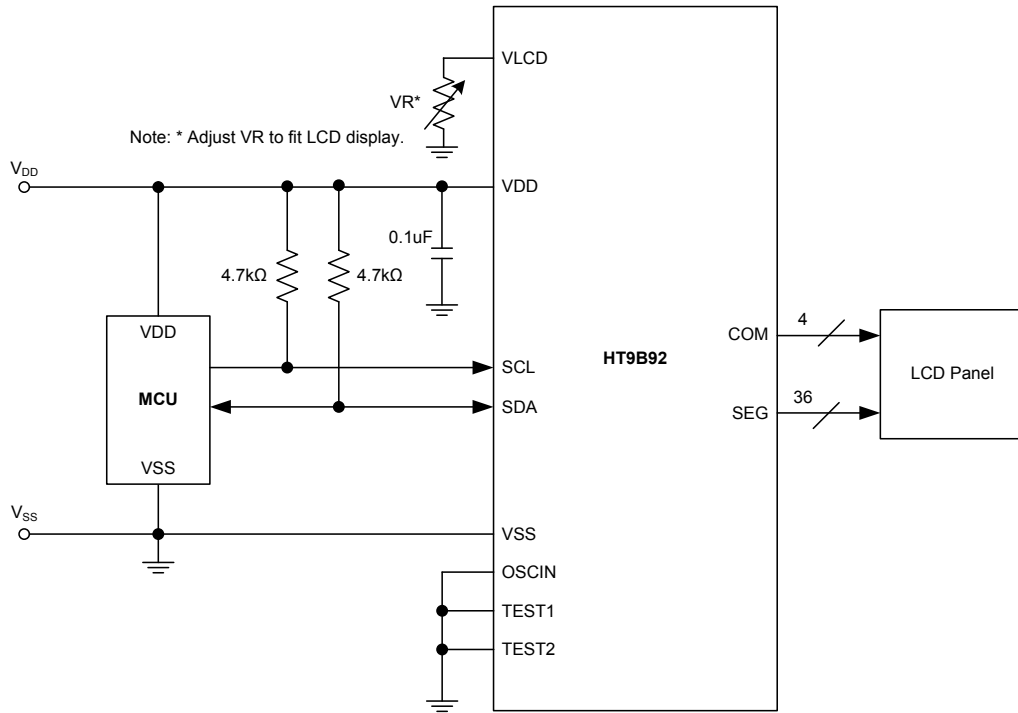 VLCD
VR*
Note: * Adjust VR to fit LCD display.
VDD
VDD
0.1uF
4.7kΩ
4.7kΩ
VDD
MCU
VSS
SCL
SDA
HT9B92
COM
4
SEG
36
LCD Panel
VSS
VSS
OSCIN
TEST1
TEST2